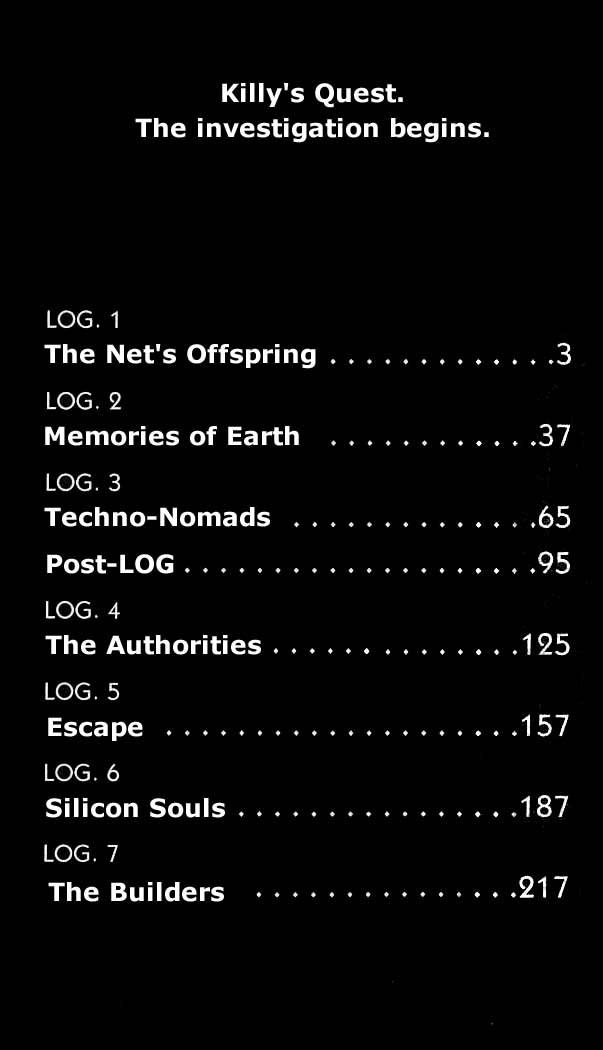 Killy's Quest.
The investigation begins.
LOG. 1
The Net's Offspring . . . . . . . . . . . . .3
LOG. 2
Memories of Earth . . . . . . . . . . . .37
LOG. 3
Techno-Nomads . . . . . . . . . . . . . .65
Post-LOG . . . . . . . . . . . . . . . . . . . .95
LOG. 4
The Authorities . . . . . . . . . . . . . .125
LOG. 5
Escape . . . . . . . . . . . . . . . . . . . .157
LOG. 6
Silicon Souls . . . . . . . . . . . . . . . .187
LOG. 7
The Builders . . . . . . . . . . . . . . .217